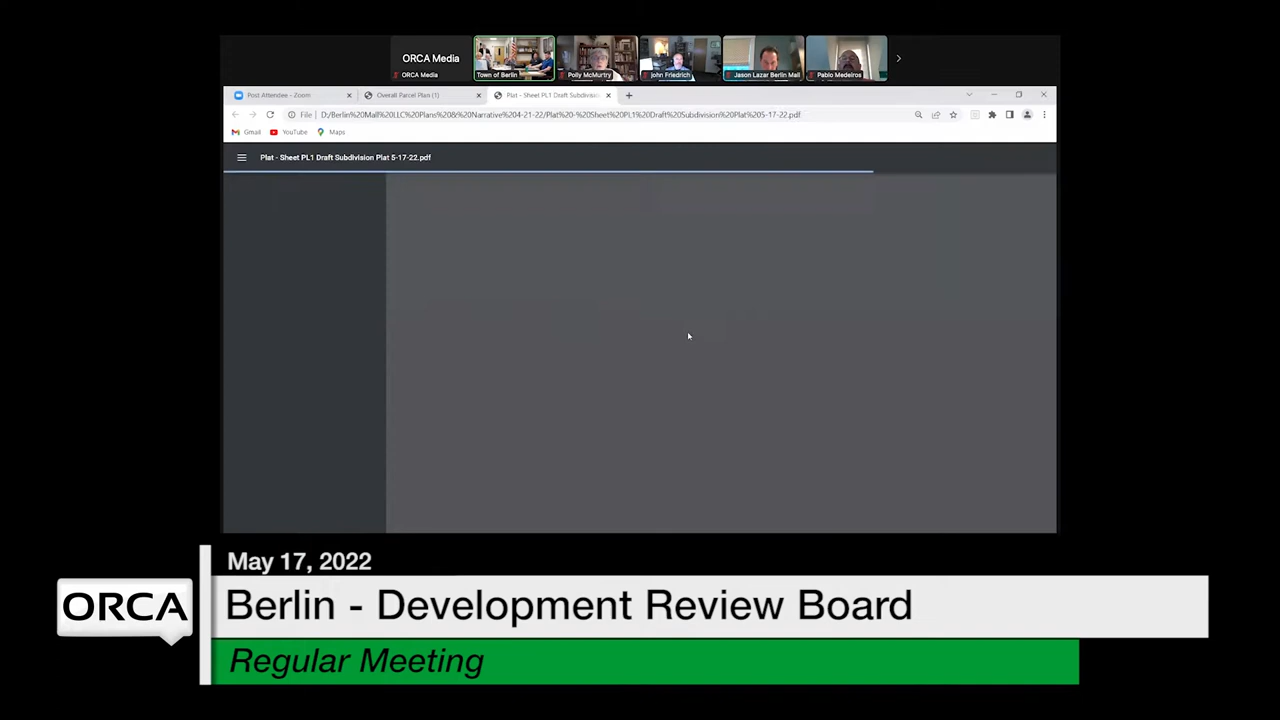 ORCA Media
ORCA Media
Town of Berlin
Polly McMurtry
John Friedrich
Jason Lazar Berlin Mall
Pablo Medeiros
Post Attendee - Zoom
Overall Parcel Plan (1)
Plat - Sheet PL1 Draft Subdivision
File
D:/Berlin%20Mall%20LLC%20Plans%20&%20Narrative%204-21-22/Plat%20-%20Sheet%20PL1%20Draft%20Subdivision%20Plat%205-17-22.pdf
Gmail
YouTube
Maps
Plat - Sheet PL1 Draft Subdivision Plat 5-17-22.pdf
May 17, 2022
ORCA
Berlin - Development Review Board
Regular Meeting